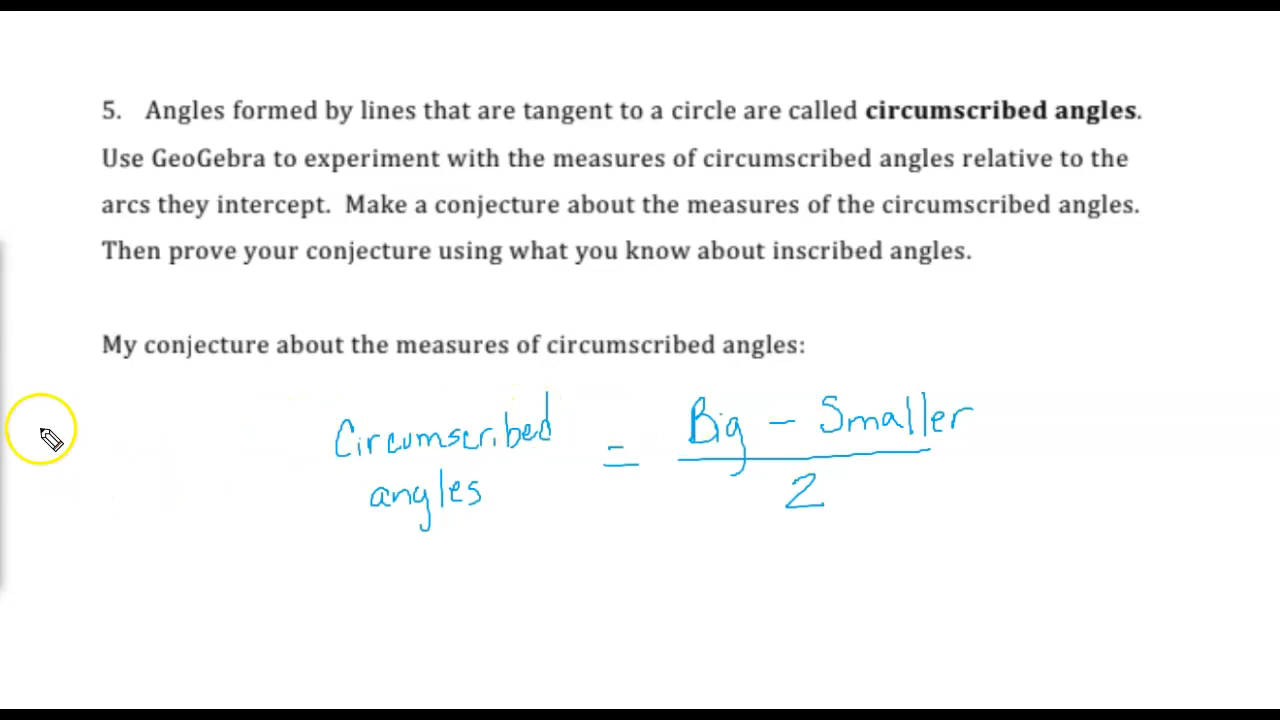 5. Angles formed by lines that are tangent to a circle are called circumscribed angles.
Use GeoGebra to experiment with the measures of circumscribed angles relative to the
arcs they intercept. Make a conjecture about the measures of the circumscribed angles.
Then prove your conjecture using what you know about inscribed angles.
My conjecture about the measures of circumscribed angles:
Circumscribed angles = Big - Smaller
2